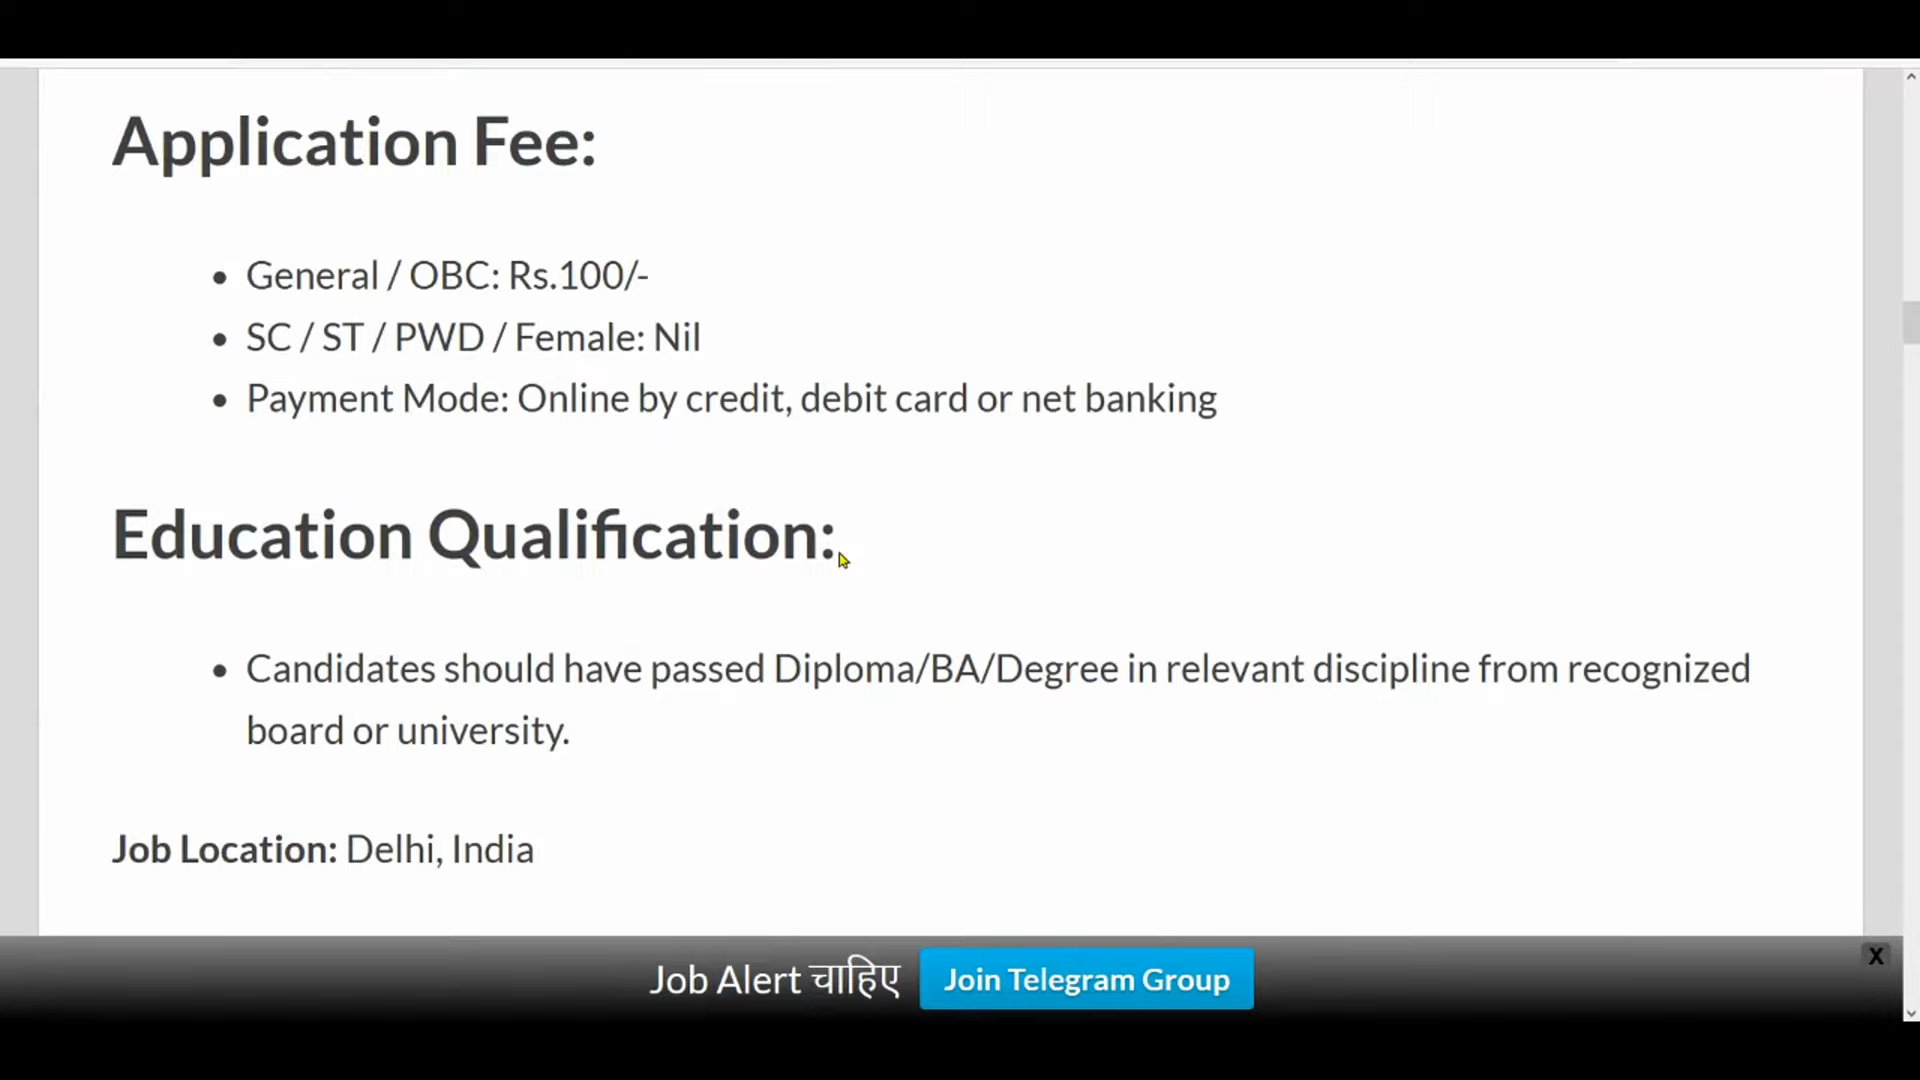 Application Fee:
General / OBC: Rs.100/-
SC / ST / PWD / Female: Nil
Payment Mode: Online by credit, debit card or net banking
Education Qualification:
Candidates should have passed Diploma/BA/Degree in relevant discipline from recognized
board or university.
Job Location: Delhi, India
Job Alert चाहिए Join Telegram Group
X